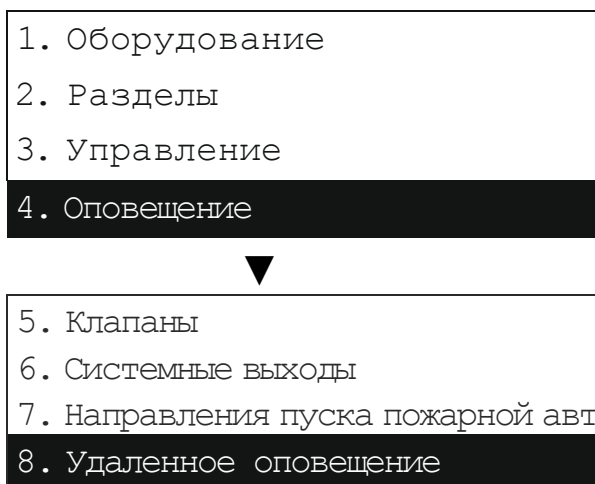 1. Оборудование
2. Разделы
3. Управление
4. Оповещение
5. Клапаны
6. Системные выходы
7. Направления пуска пожарной авт
8. Удаленное оповещение